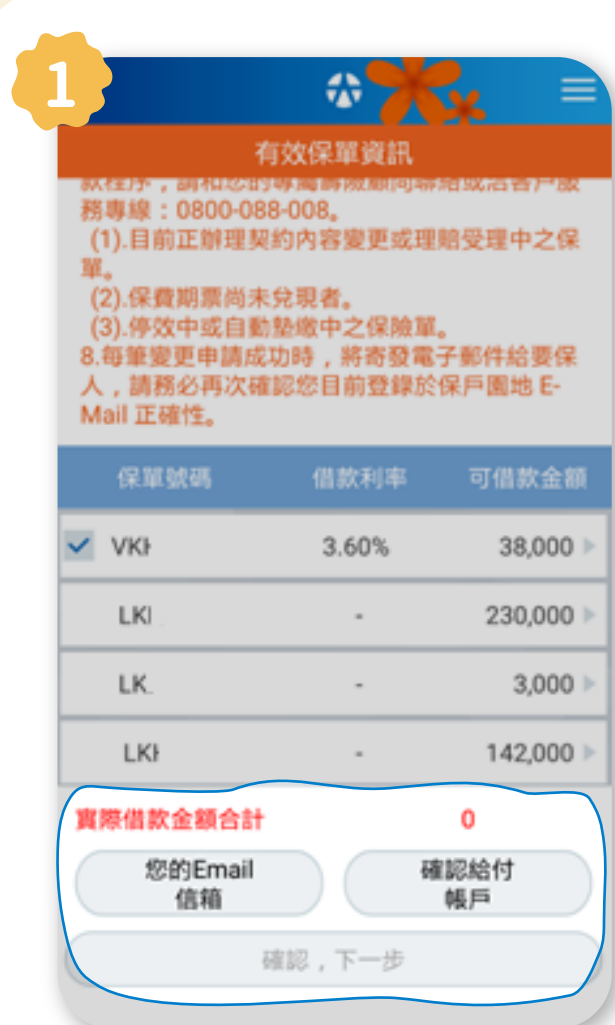 1
有效保單資訊
款程序，請和您的專屬壽險顧問聯絡或洽客戶服
務專線：0800-088-008。
(1).目前正辦理契約內容變更或理賠受理中之保
單。
(2).保費期票尚未兌現者。
(3).停效中或自動墊繳中之保險單。
8.每筆變更申請成功時，將寄發電子郵件給要保
人，請務必再次確認您目前登錄於保戶園地 E-
Mail 正確性。
保單號碼 借款利率 可借款金額
VKH 3.60% 38,000
LKI - 230,000
LK - 3,000
LKH - 142,000
實際借款金額合計 0
您的Email
信箱
確認給付
帳戶
確認，下一步